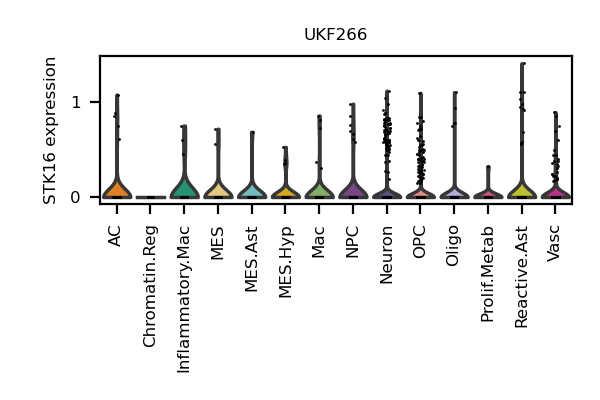 UKF266
STK16 expression
1
0
AC
Chromatin.Reg
Inflammatory.Mac
MES
MES.Ast
MES.Hyp
Mac
NPC
Neuron
OPC
Oligo
Prolif.Metab
Reactive.Ast
Vasc